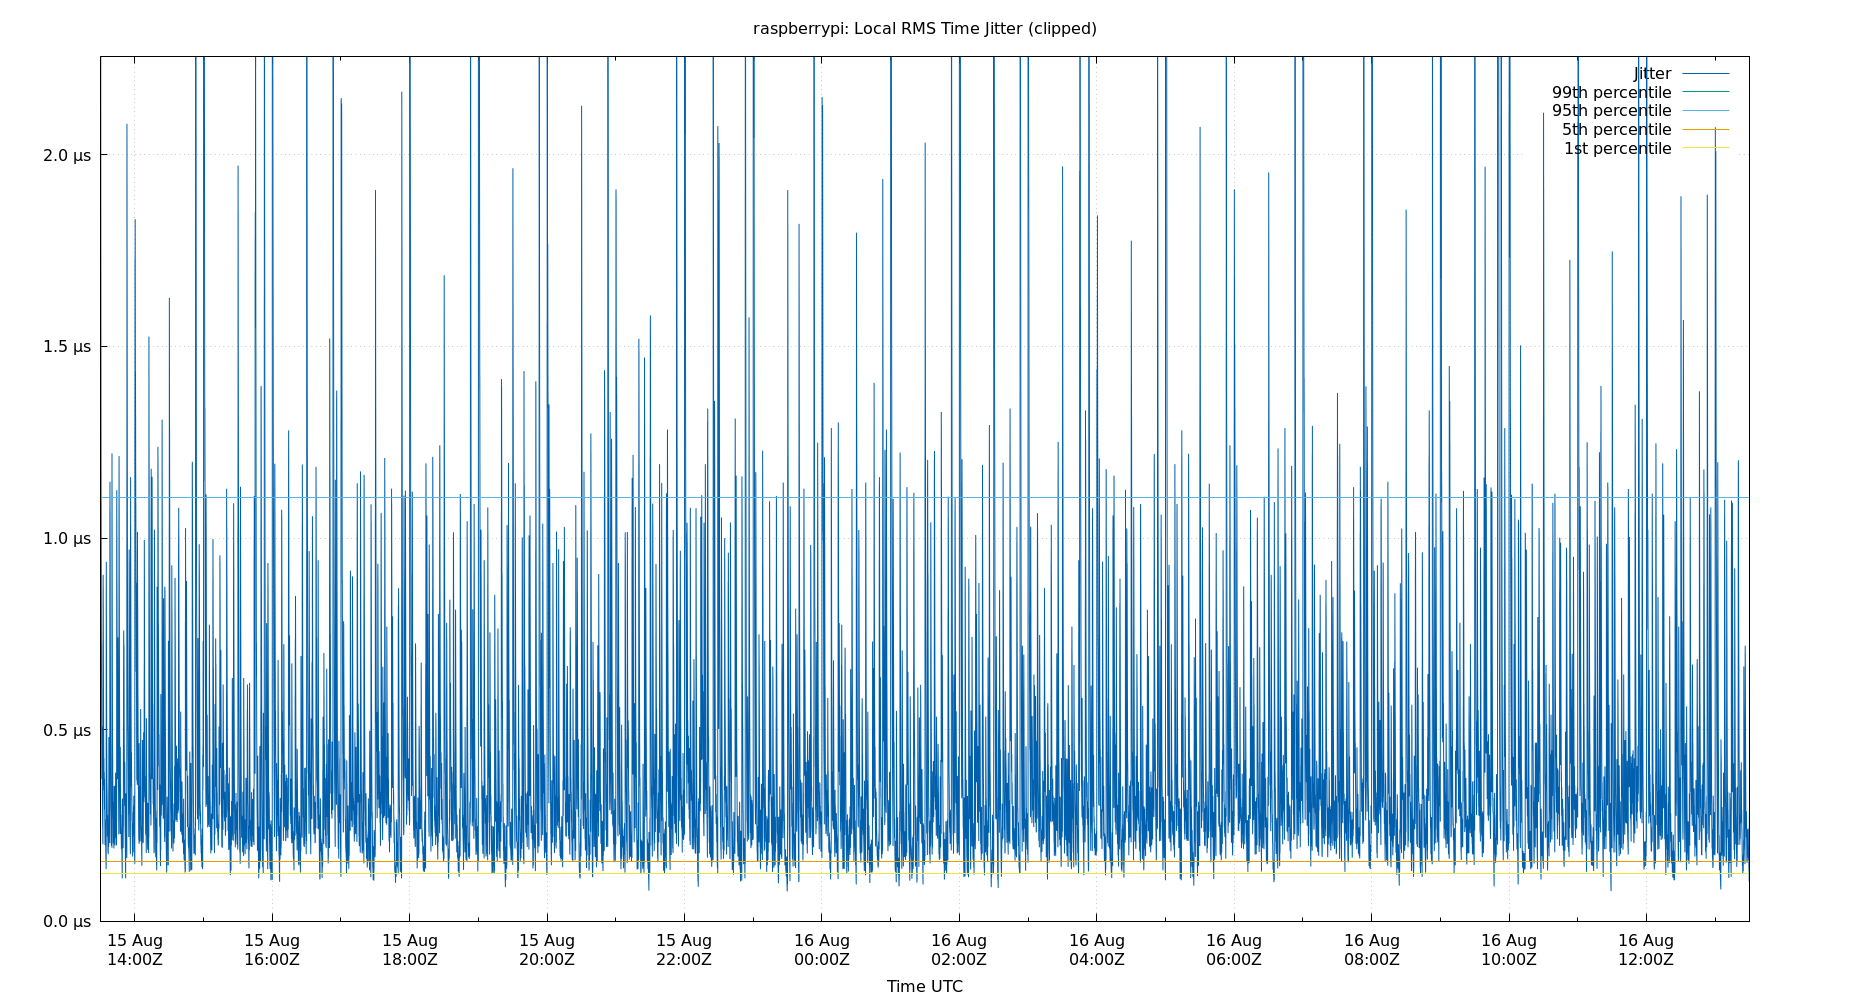 raspberrypi: Local RMS Time Jitter (clipped)
Jitter
99th percentile
95th percentile
5th percentile
1st percentile
2.0 µs
1.5 µs
1.0 µs
0.5 µs
0.0 µs
15 Aug 15 Aug 15 Aug 15 Aug 15 Aug 16 Aug 16 Aug 16 Aug 16 Aug 16 Aug 16 Aug 16 Aug
14:00Z 16:00Z 18:00Z 20:00Z 22:00Z 00:00Z 02:00Z 04:00Z 06:00Z 08:00Z 10:00Z 12:00Z
Time UTC